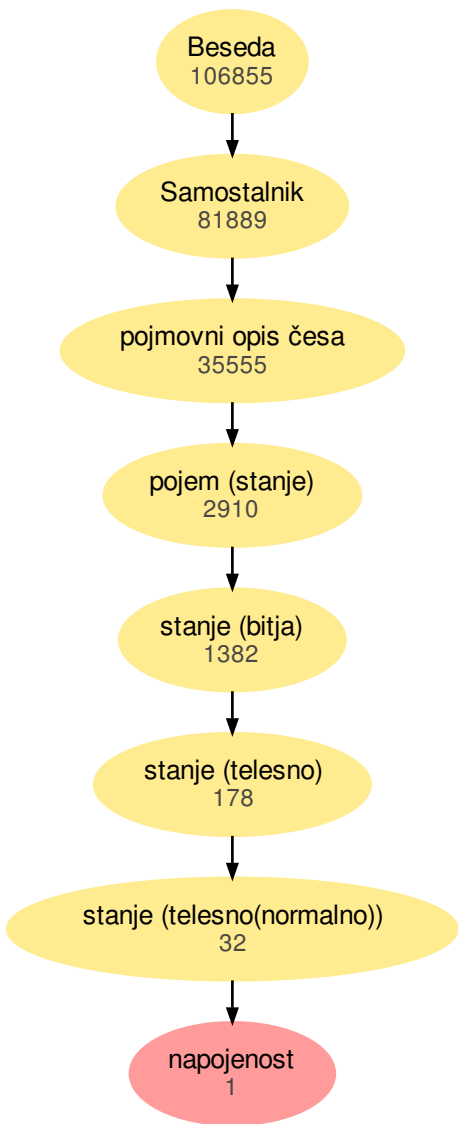 Beseda
106855
Samostalnik
81889
pojmovni opis česa
35555
pojem (stanje)
2910
stanje (bitja)
1382
stanje (telesno)
178
stanje (telesno(normalno))
32
napojenost
1